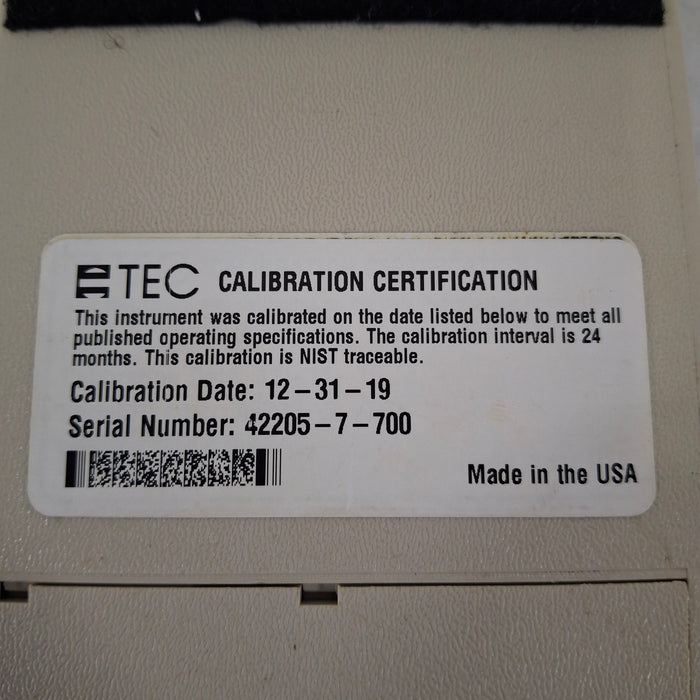 TEC CALIBRATION CERTIFICATION
This instrument was calibrated on the date listed below to meet all
published operating specifications. The calibration interval is 24
months. This calibration is NIST traceable.
Calibration Date: 12-31-19
Serial Number: 42205-7-700
Made in the USA